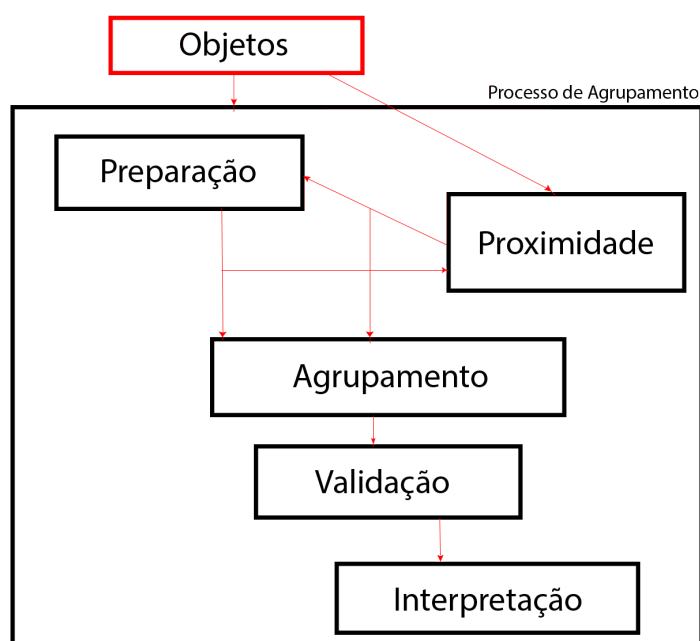 Objetos
Processo de Agrupamento
Preparação
Proximidade
Agrupamento
Validação
Interpretação